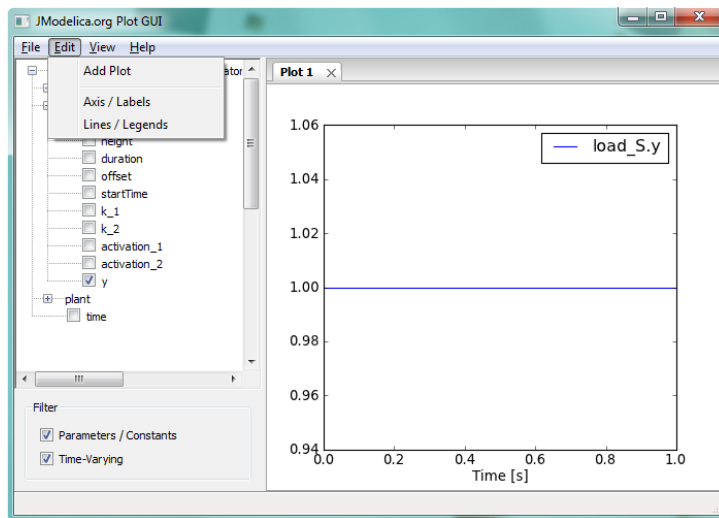 JModelica.org Plot GUI
File Edit View Help
Add Plot
Axis / Labels
Lines / Legends
height
duration
offset
startTime
k_1
k_2
activation_1
activation_2
y
plant
time
Filter
Parameters / Constants
Time-Varying
Plot 1
load_S.y
1.06
1.04
1.02
1.00
0.98
0.96
0.94
0.0 0.2 0.4 0.6 0.8 1.0
Time [s]